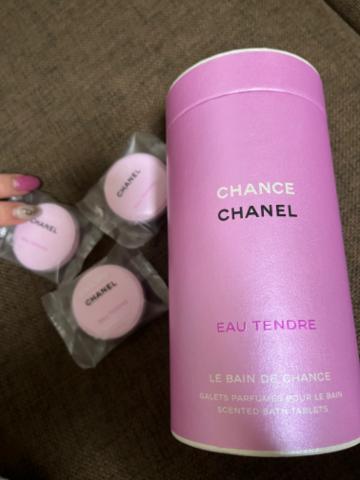 CHANCE
CHANEL
EAU TENDRE
LE BAIN DE CHANCE
GALETS PARFUMÉS POUR LE BAIN
SCENTED BATH TABLETS
CHANEL
CHANEL
CHANEL